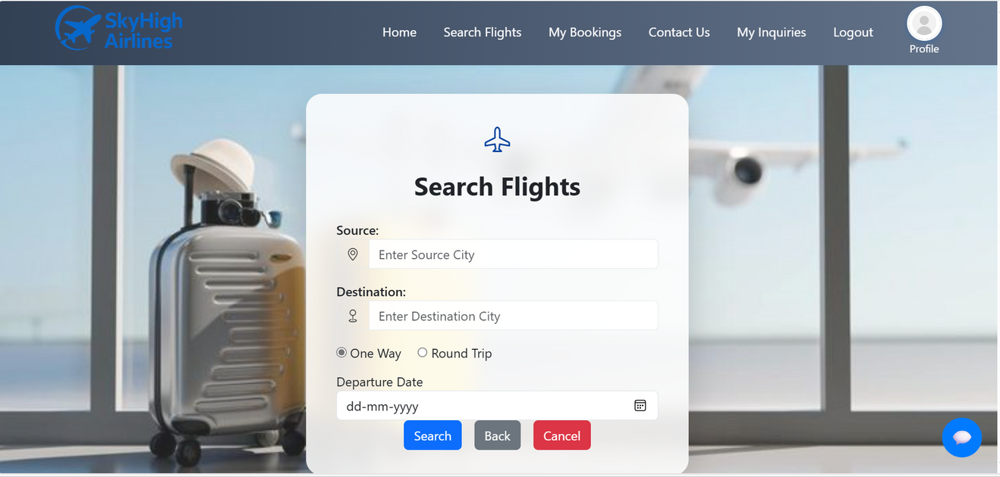 SkyHigh
Airlines
Home
Search Flights
My Bookings
Contact Us
My Inquiries
Logout
Profile
Search Flights
Source:
Enter Source City
Destination:
Enter Destination City
One Way
Round Trip
Departure Date
dd-mm-yyyy
Search
Back
Cancel